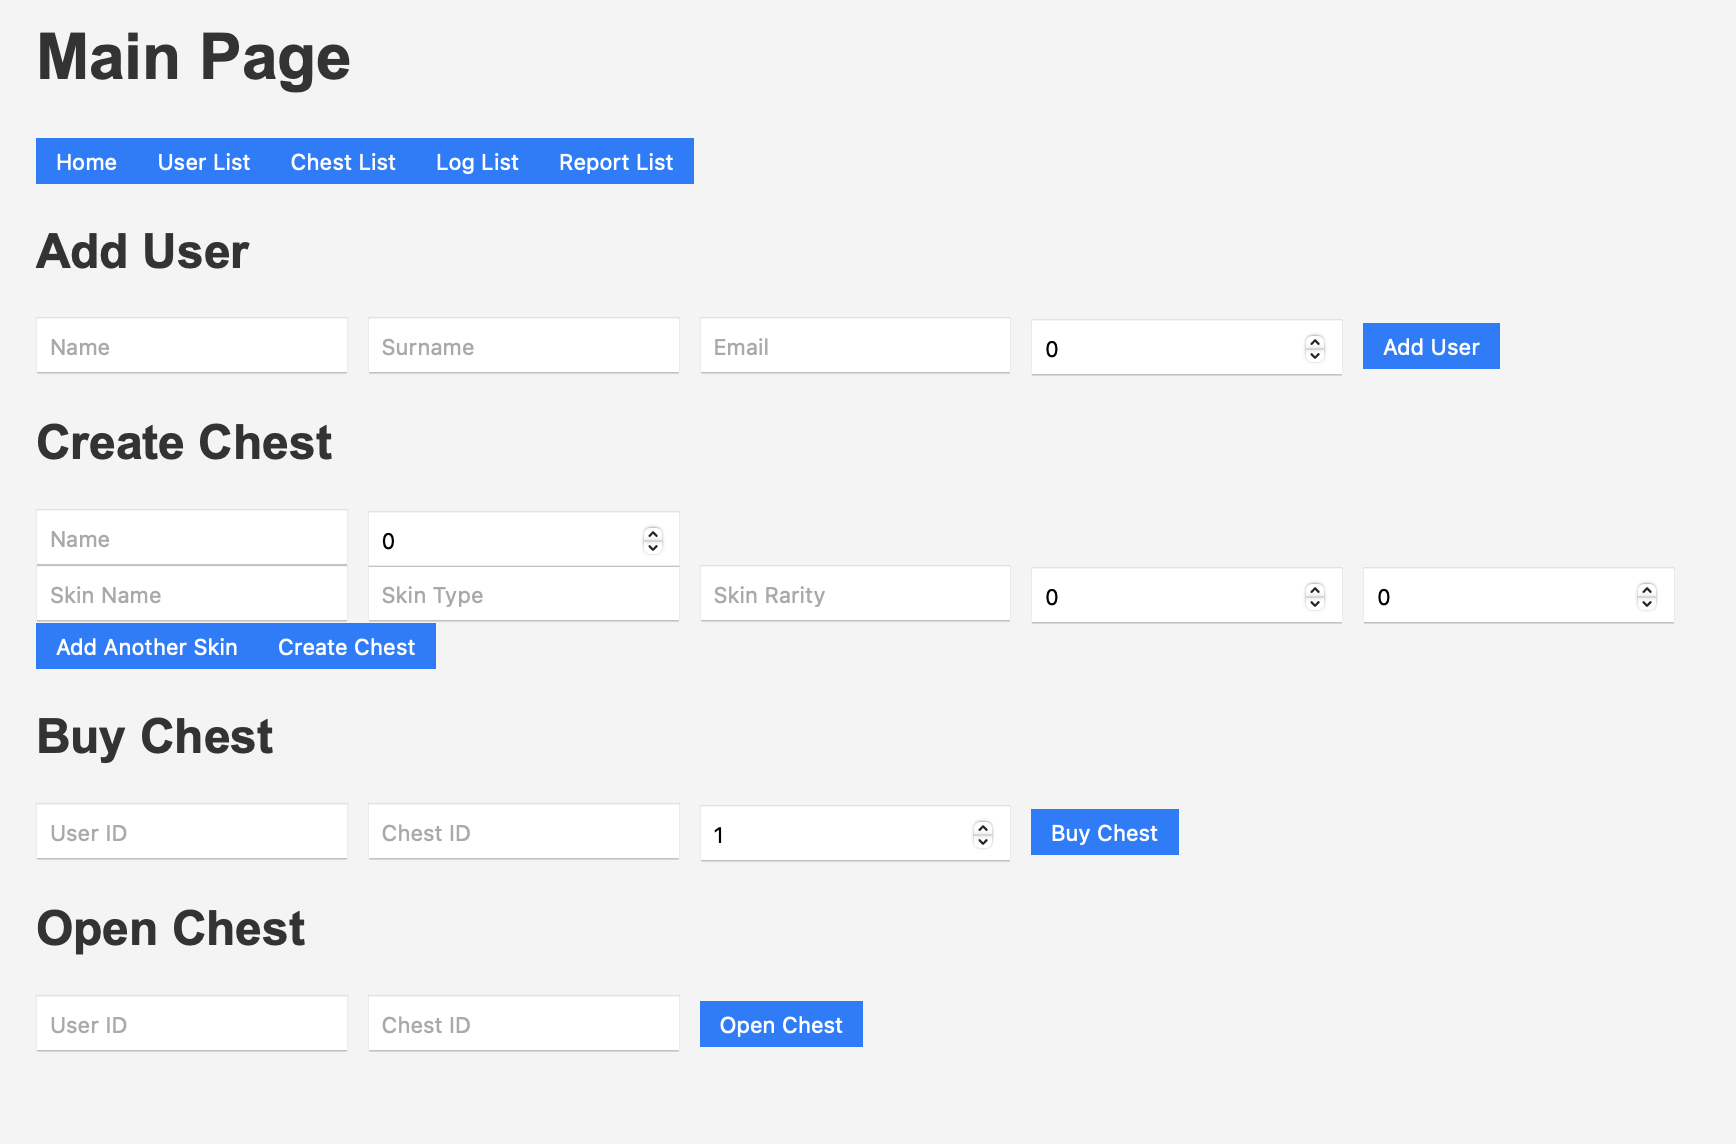 Main Page
Home User List Chest List Log List Report List
Add User
Name Surname Email 0 Add User
Create Chest
Name 0
Skin Name Skin Type Skin Rarity 0 0
Add Another Skin Create Chest
Buy Chest
User ID Chest ID 1 Buy Chest
Open Chest
User ID Chest ID Open Chest